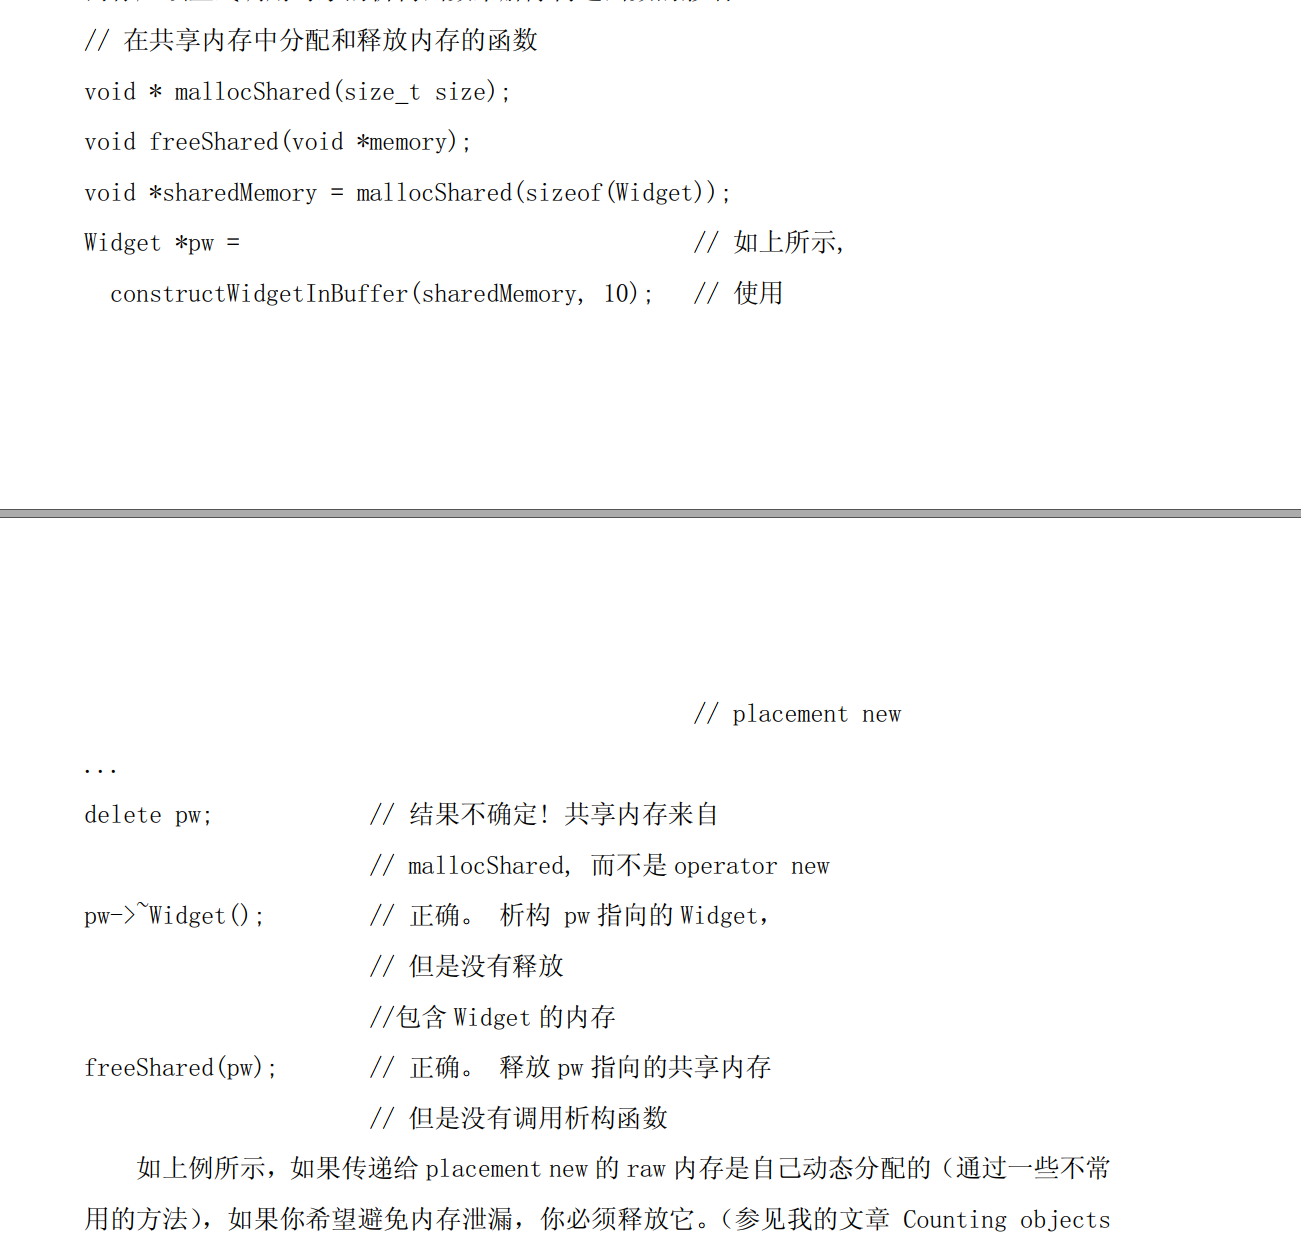 // 在共享内存中分配和释放内存的函数
void * mallocShared(size_t size);
void freeShared(void *memory);
void *sharedMemory = mallocShared(sizeof(Widget));
Widget *pw = // 如上所示,
constructWidgetInBuffer(sharedMemory, 10); // 使用
// placement new
...
delete pw; // 结果不确定! 共享内存来自
// mallocShared, 而不是 operator new
pw->~Widget(); // 正确。 析构 pw 指向的 Widget，
// 但是没有释放
//包含 Widget 的内存
freeShared(pw); // 正确。 释放 pw 指向的共享内存
// 但是没有调用析构函数
如上例所示，如果传递给 placement new 的 raw 内存是自己动态分配的（通过一些不常
用的方法），如果你希望避免内存泄漏，你必须释放它。（参见我的文章 Counting objects